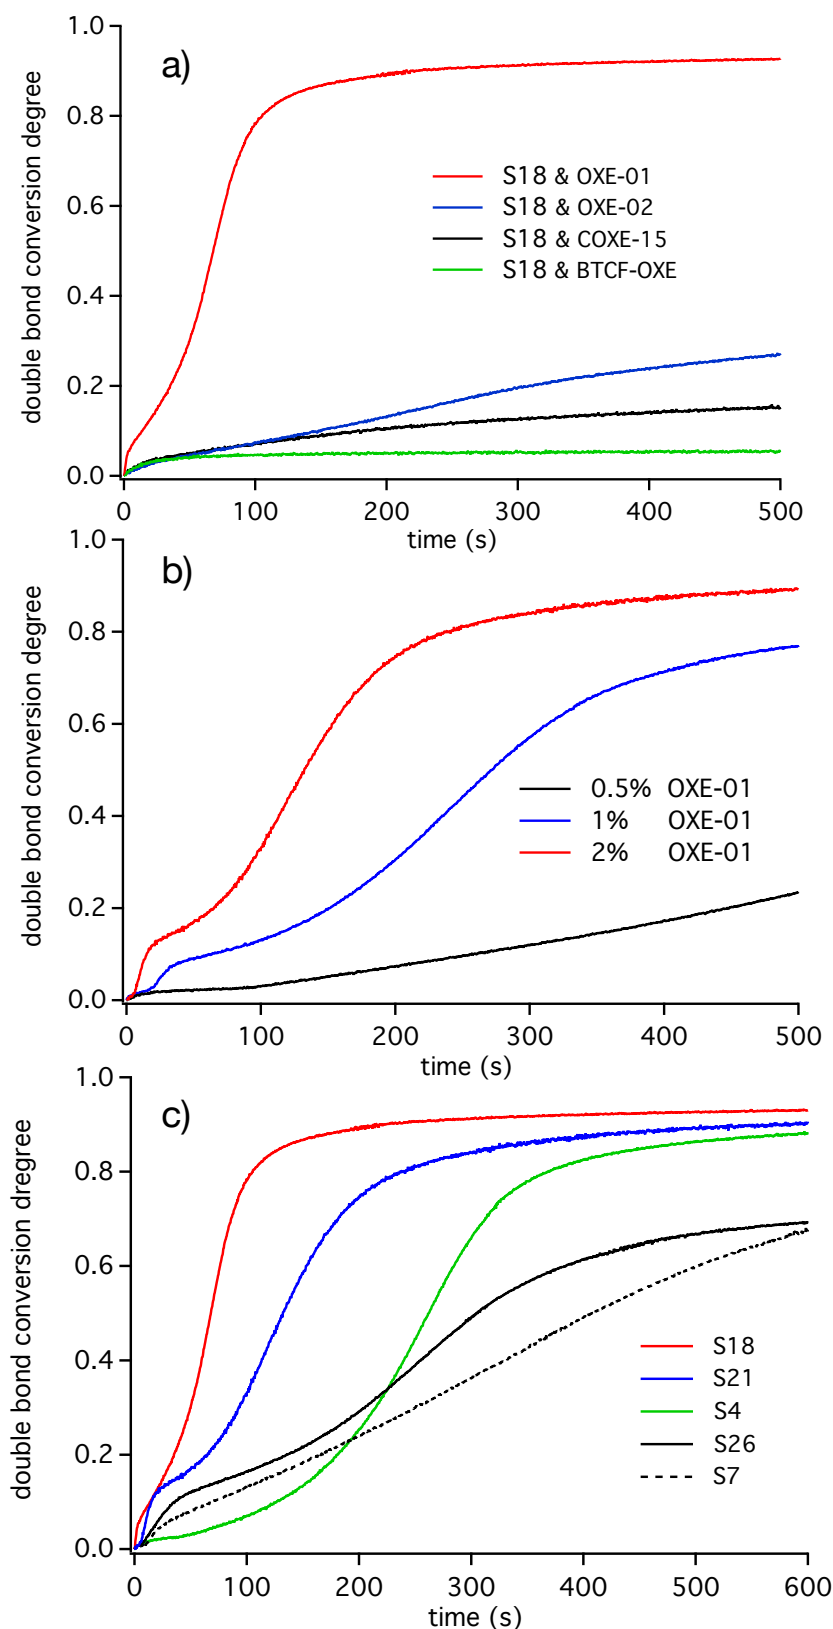 a)
double bond conversion degree
1.0
0.8
0.6
0.4
0.2
0.0
S18 & OXE-01
S18 & OXE-02
S18 & COXE-15
S18 & BTCF-OXE
0 100 200 300 400 500
time (s)
b)
double bond conversion degree
1.0
0.8
0.6
0.4
0.2
0.0
0.5% OXE-01
1% OXE-01
2% OXE-01
0 100 200 300 400 500
time (s)
c)
double bond conversion dregree
1.0
0.8
0.6
0.4
0.2
0.0
S18
S21
S4
S26
S7
0 100 200 300 400 500 600
time (s)